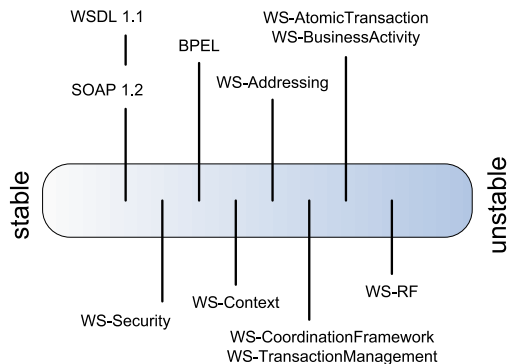 WSDL 1.1
SOAP 1.2
BPEL
WS-Addressing
WS-AtomicTransaction
WS-BusinessActivity
stable
unstable
WS-Security
WS-Context
WS-CoordinationFramework
WS-TransactionManagement
WS-RF